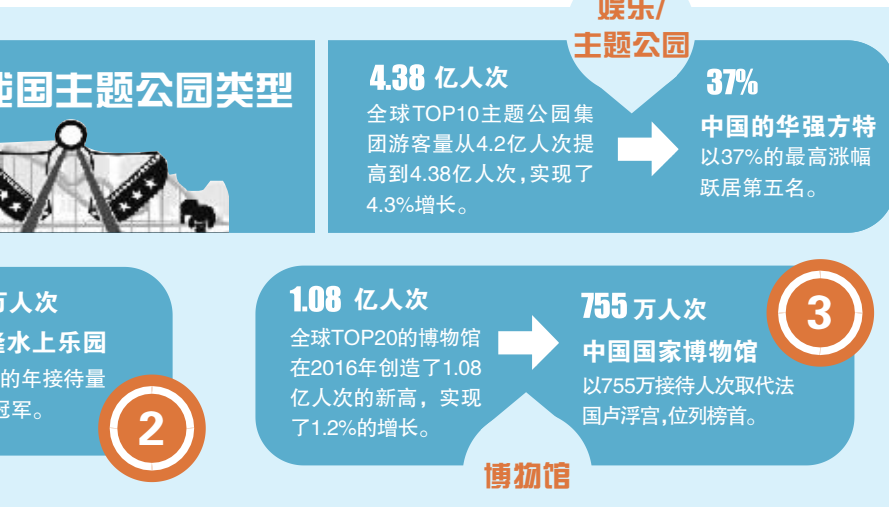 娱乐/
主题公园
国主题公园类型
4.38 亿人次
全球TOP10主题公园集
团游客量从4.2亿人次提
高到4.38亿人次,实现了
4.3%增长。
37%
中国的华强方特
以37%的最高涨幅
跃居第五名。
人次
水上乐园
的年接待量
冠军。
2
1.08 亿人次
全球TOP20的博物馆
在2016年创造了1.08
亿人次的新高，实现
了1.2%的增长。
博物馆
755 万人次
中国国家博物馆
以755万接待人次取代法
国卢浮宫,位列榜首。
3